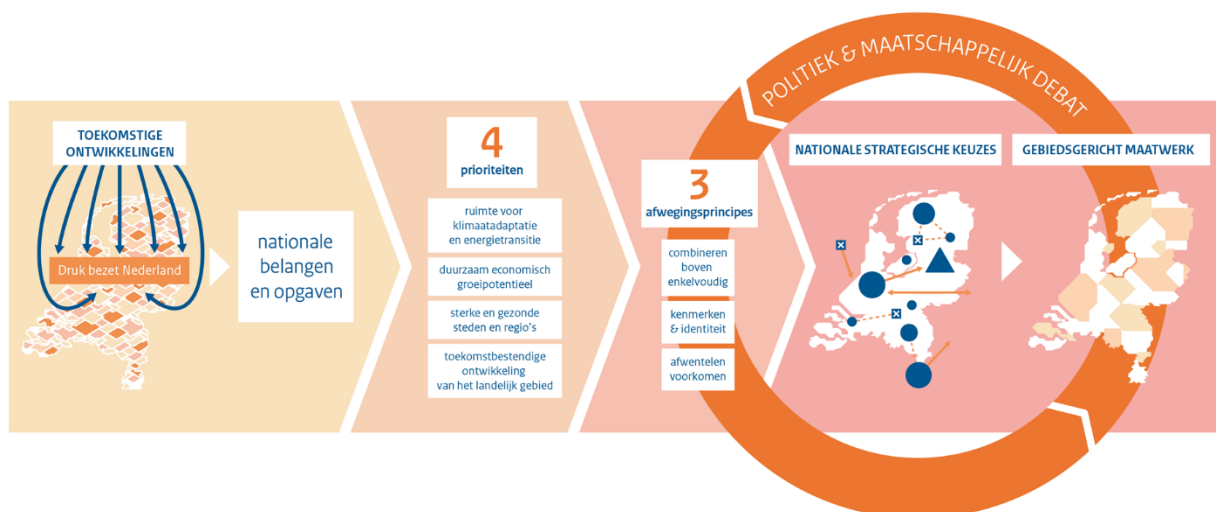 TOEKOMSTIGE
ONTWIKKELINGEN
Druk bezet Nederland
nationale
belangen
en opgaven
4
prioriteiten
ruimte voor
klimaatadaptatie
en energietransitie
duurzaam economisch
groeipotentieel
sterke en gezonde
steden en regio's
toekomstbestendige
ontwikkeling
van het landelijk gebied
3
afwegingsprincipes
combineren
boven
enkelvoudig
kenmerken
& identiteit
afwentelen
voorkomen
POLITIEK & MAATSCHAPPELIJK DEBAT
NATIONALE STRATEGISCHE KEUZES
GEBIEDSGERICHT MAATWERK